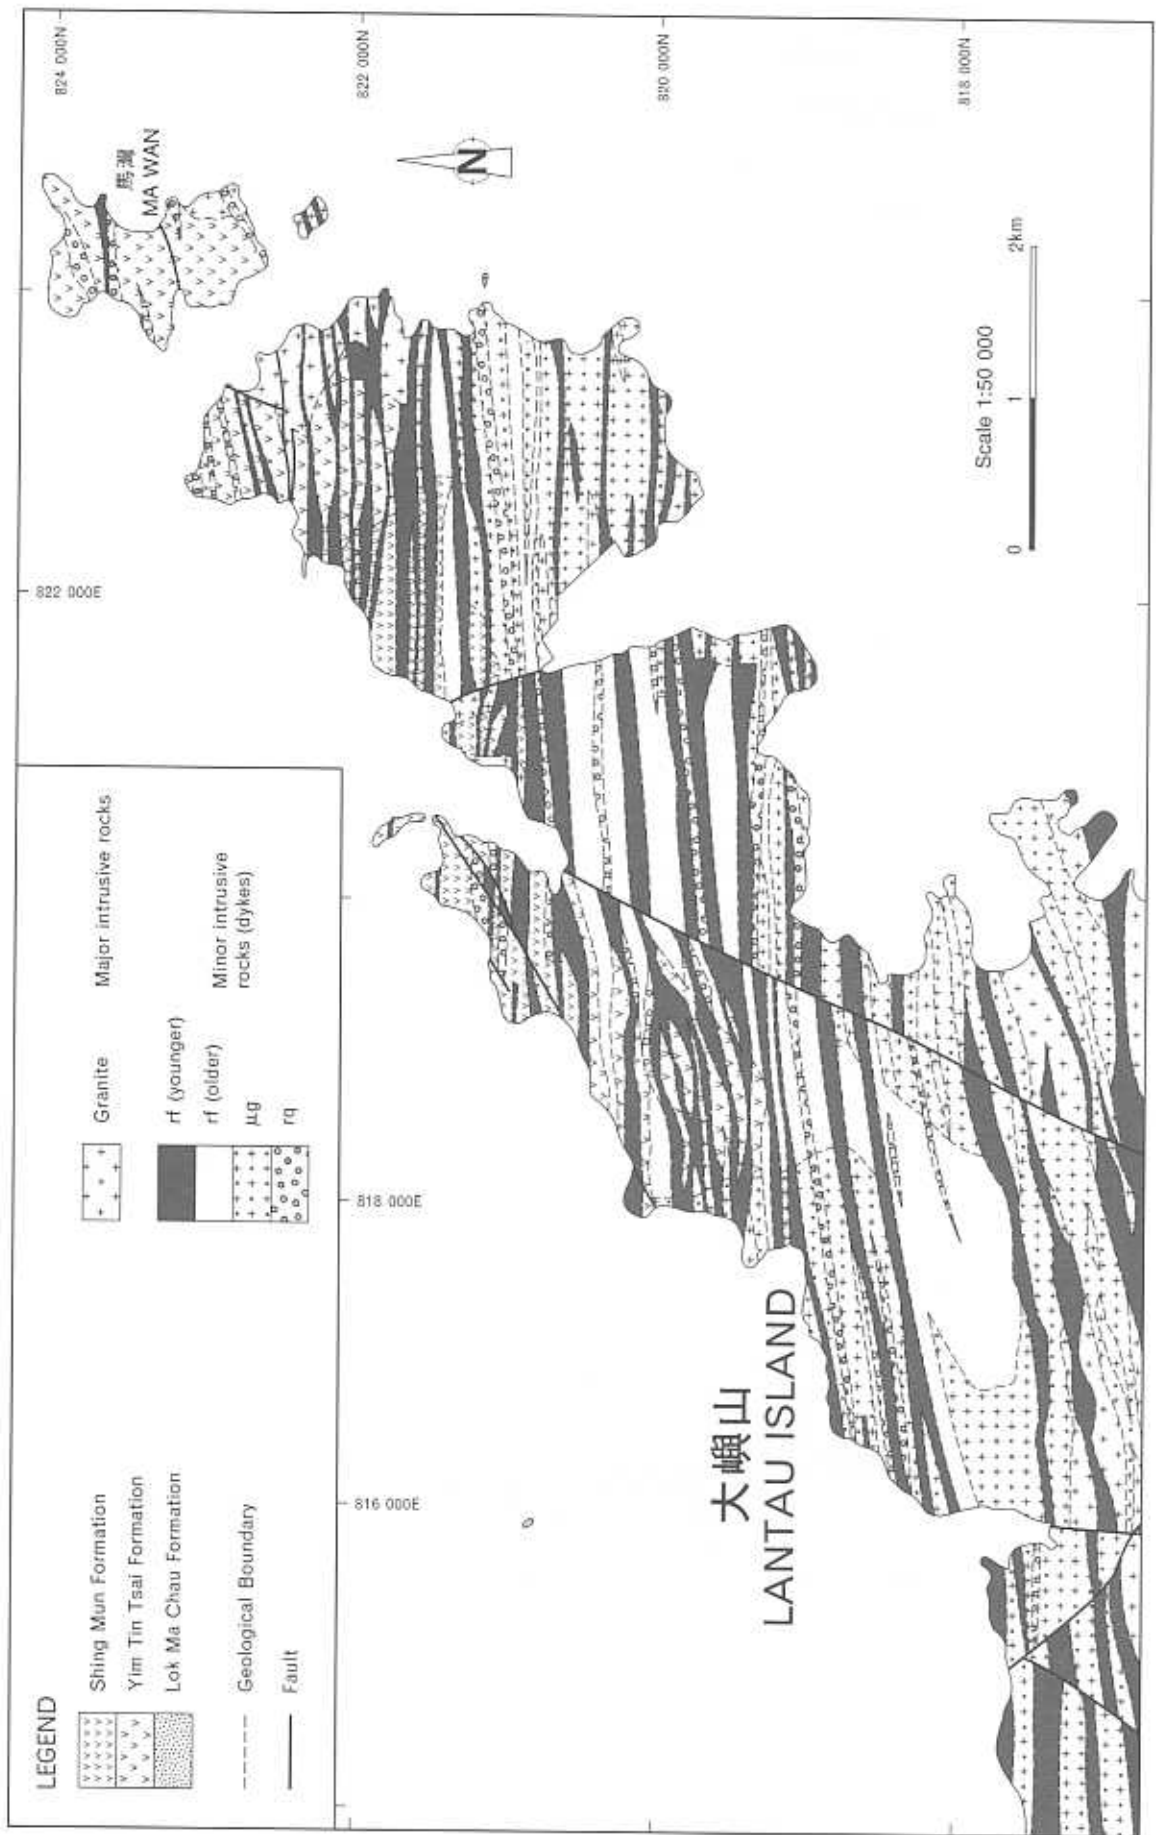 LEGEND
Shing Mun Formation
Yim Tin Tsai Formation
Lok Ma Chau Formation
Geological Boundary
Fault
Granite
Major intrusive rocks
rf (younger)
rf (older)
µg
rq
Minor intrusive
rocks (dykes)
816 000E
818 000E
822 000E
824 000N
822 000N
820 000N
818 000N
馬灣
MA WAN
N
大嶼山
LANTAU ISLAND
Scale 1:50 000
0 1 2km